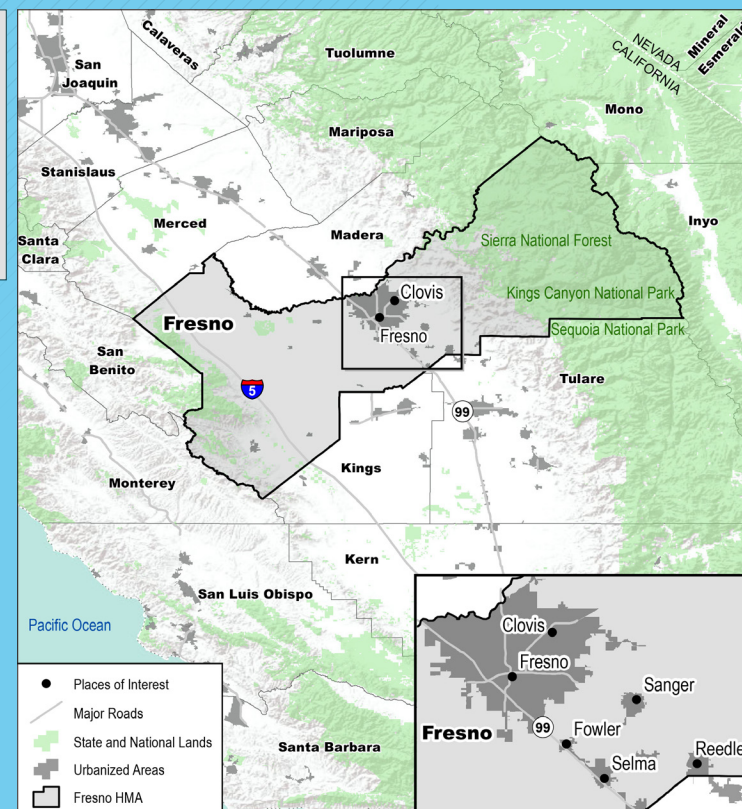 Calaveras
Tuolumne
NEVADA
CALIFORNIA
Mineral
San
Joaquin
Mono
Mariposa
Stanislaus
Merced
Madera
Inyo
Santa
Clara
Sierra National Forest
Kings Canyon National Park
Clovis
Fresno
Fresno
Sequoia National Park
San
Benito
Tulare
5
99
Kings
Monterey
Kern
San Luis Obispo
Pacific Ocean
Santa Barbara
Places of Interest
Major Roads
State and National Lands
Urbanized Areas
Fresno HMA
Clovis
Fresno
Sanger
99
Fresno
Fowler
Selma